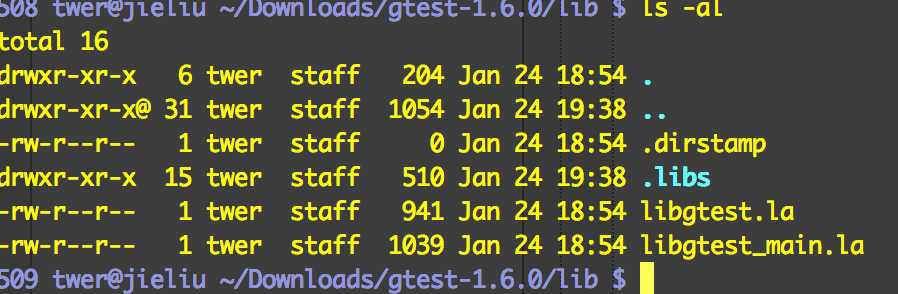 508 twer@jieliu ~/Downloads/gtest-1.6.0/lib $ ls -al
total 16
drwxr-xr-x   6 twer  staff   204 Jan 24 18:54 .
drwxr-xr-x@ 31 twer  staff  1054 Jan 24 19:38 ..
-rw-r--r--   1 twer  staff     0 Jan 24 18:54 .dirstamp
drwxr-xr-x  15 twer  staff   510 Jan 24 19:38 .libs
-rw-r--r--   1 twer  staff   941 Jan 24 18:54 libgtest.la
-rw-r--r--   1 twer  staff  1039 Jan 24 18:54 libgtest_main.la
509 twer@jieliu ~/Downloads/gtest-1.6.0/lib $